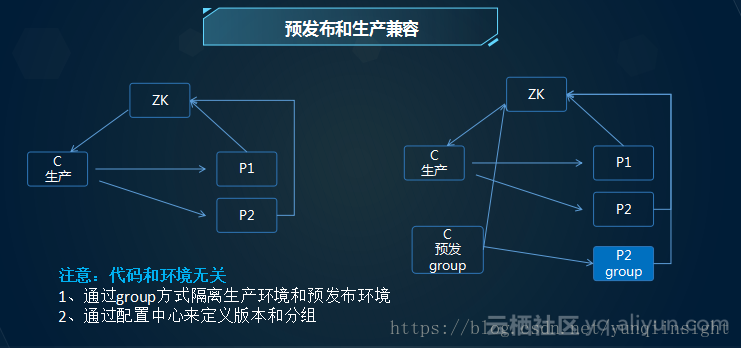 预发布和生产兼容
ZK
C
生产
P1
P2
ZK
C
生产
P1
P2
C
预发
group
P2
group
注意：代码和环境无关
1、通过group方式隔离生产环境和预发布环境
2、通过配置中心来定义版本和分组
https://blog.csdn.net/yunqiinsight
云栖社区 yq.aliyun.com